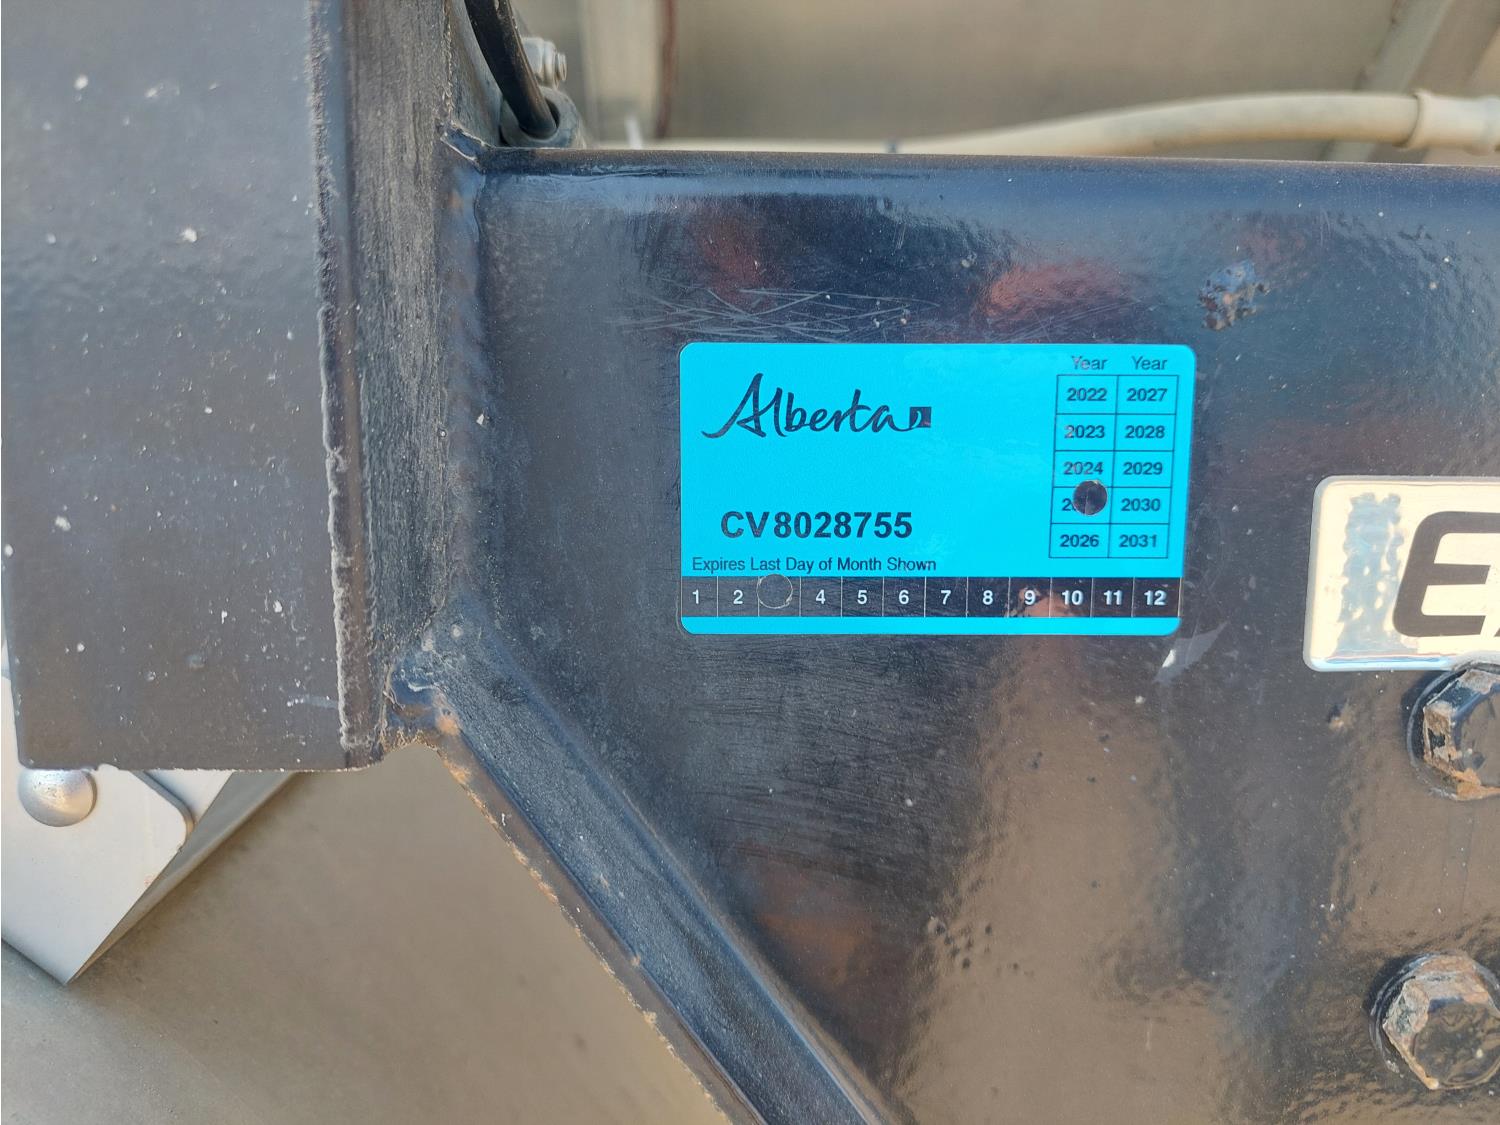 Alberta
Year Year
2022 2027
2023 2028
2024 2029
2030
2026 2031
CV8028755
Expires Last Day of Month Shown
1 2 4 5 6 7 8 9 10 11 12
E